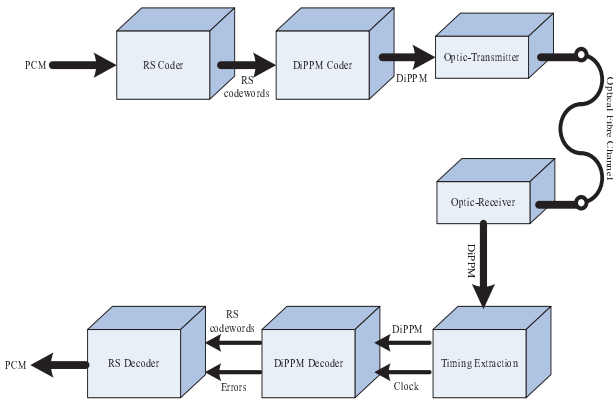 PCM
RS Coder
RS
codewords
DiPPM Coder
DiPPM
Optic-Transmitter
Optical Fibre Channel
Optic-Receiver
DiPPM
Timing Extraction
DiPPM
Clock
DiPPM Decoder
RS
codewords
Errors
RS Decoder
PCM